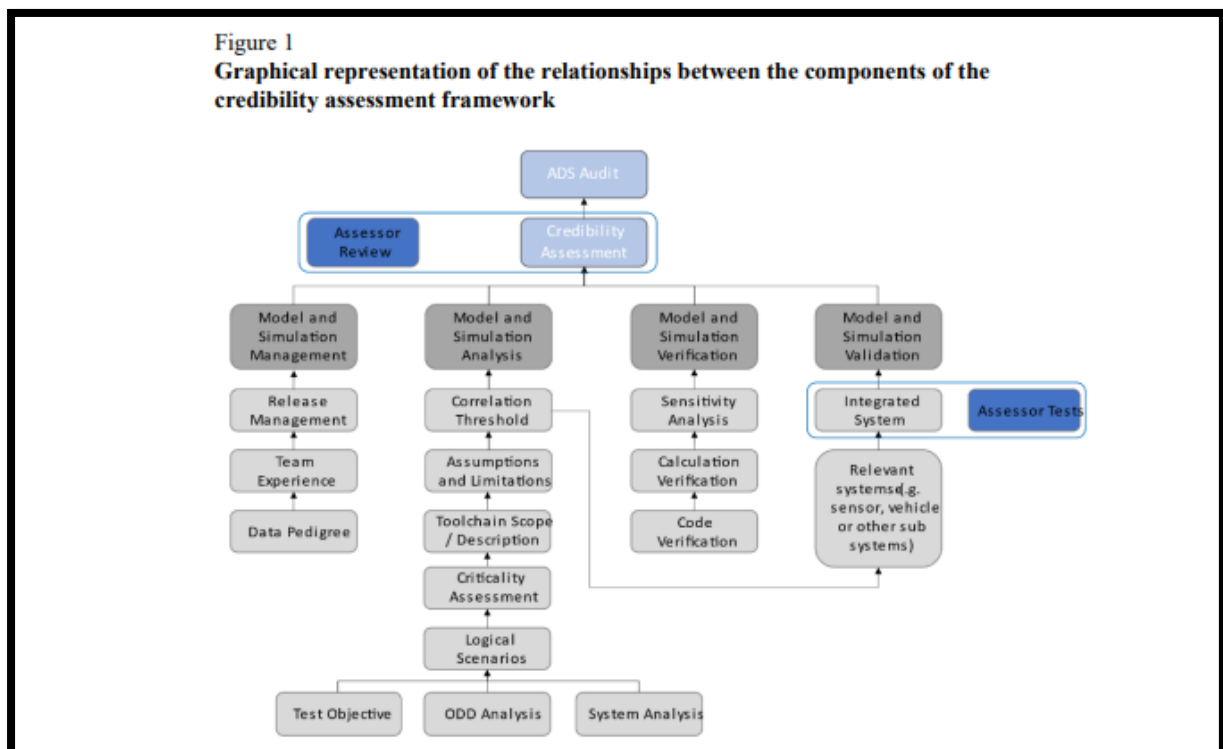 Figure 1
Graphical representation of the relationships between the components of the
credibility assessment framework
ADS Audit
Assessor
Review
Credibility
Assessment
Model and
Simulation
Management
Model and
Simulation
Analysis
Model and
Simulation
Verification
Model and
Simulation
Validation
Release
Management
Correlation
Threshold
Sensitivity
Analysis
Integrated
System
Assessor Tests
Team
Experience
Assumptions
and Limitations
Calculation
Verification
Relevant
systemse(.g.
sensor, vehicle
or other sub
systems)
Data Pedigree
Toolchain Scope
/ Description
Code
Verification
Criticality
Assessment
Logical
Scenarios
Test Objective
ODD Analysis
System Analysis